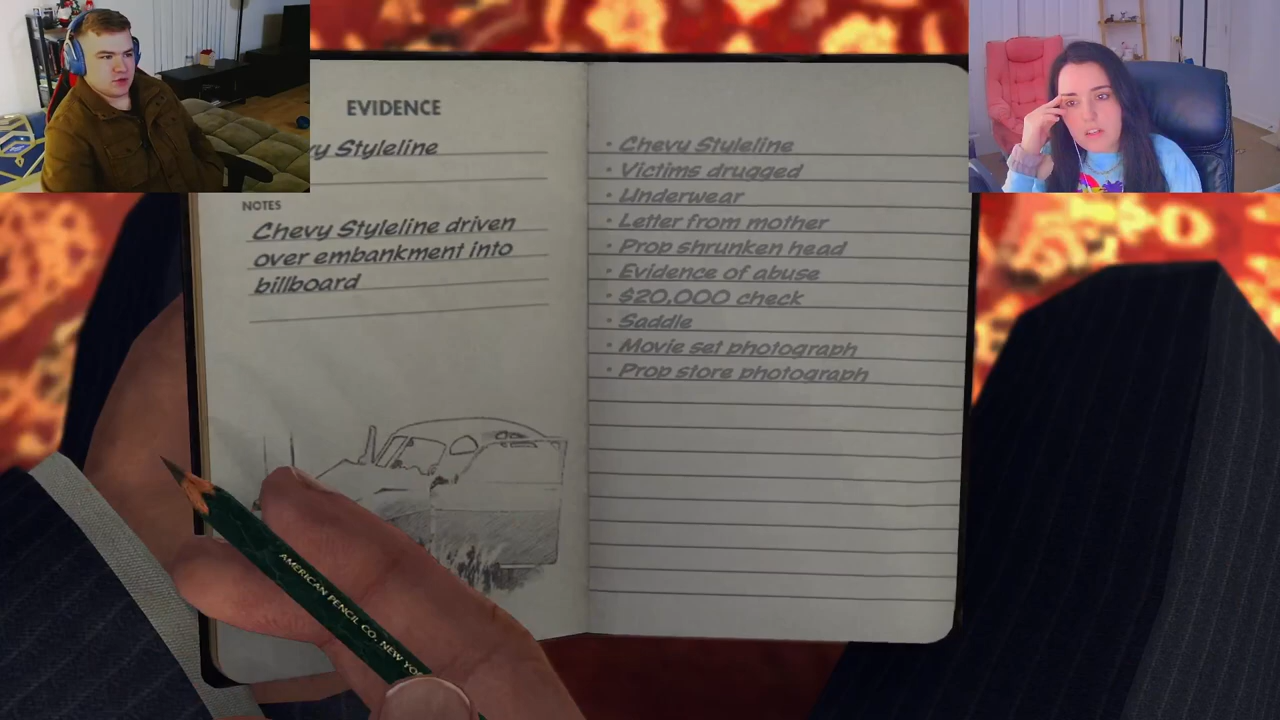 EVIDENCE
vy Styleline
NOTES
Chevy Styleline driven
over embankment into
billboard
• Chevy Styleline
• Victims drugged
• Underwear
• Letter from mother
• Prop shrunken head
• Evidence of abuse
• $20,000 check
• Saddle
• Movie set photograph
• Prop store photograph
AMERICAN PENCIL CO. NEW YO